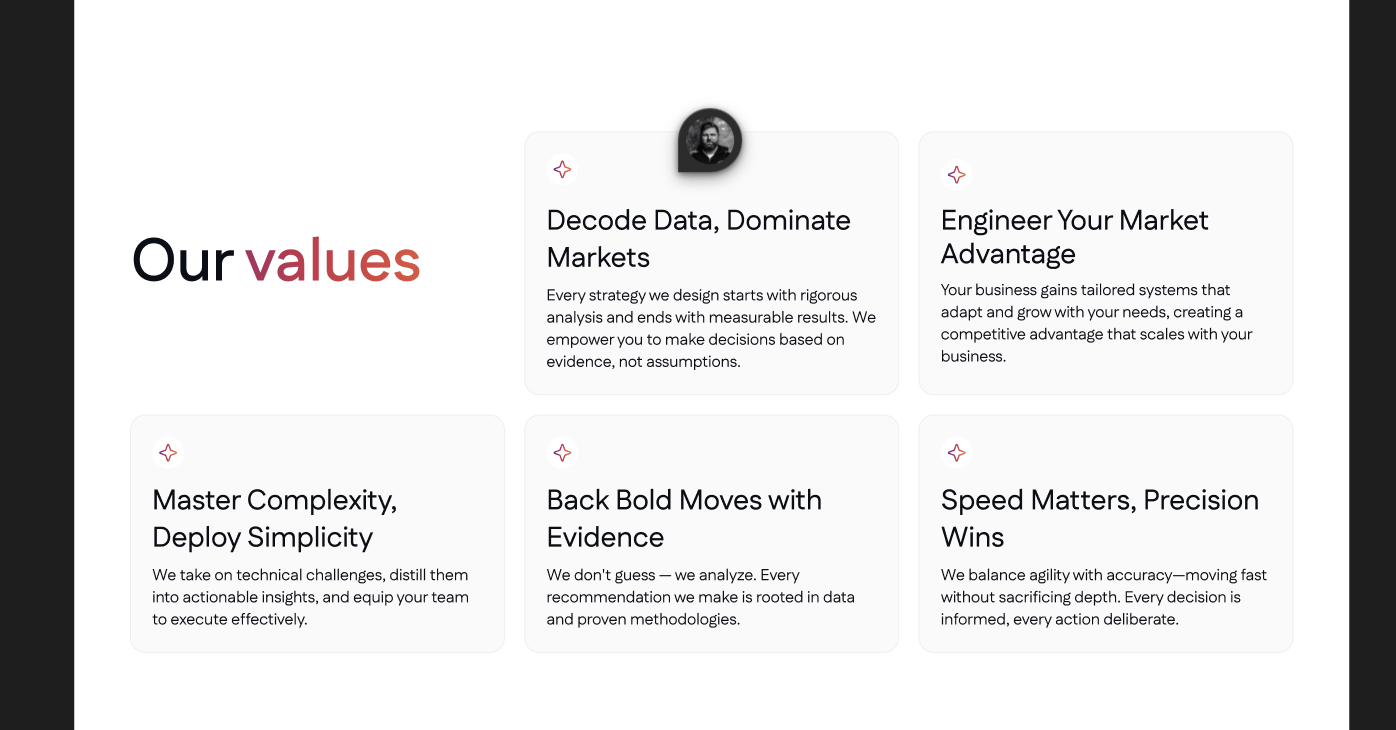 Our values
Decode Data, Dominate
Markets
Every strategy we design starts with rigorous
analysis and ends with measurable results. We
empower you to make decisions based on
evidence, not assumptions.
Engineer Your Market
Advantage
Your business gains tailored systems that
adapt and grow with your needs, creating a
competitive advantage that scales with your
business.
Master Complexity,
Deploy Simplicity
We take on technical challenges, distill them
into actionable insights, and equip your team
to execute effectively.
Back Bold Moves with
Evidence
We don't guess — we analyze. Every
recommendation we make is rooted in data
and proven methodologies.
Speed Matters, Precision
Wins
We balance agility with accuracy—moving fast
without sacrificing depth. Every decision is
informed, every action deliberate.